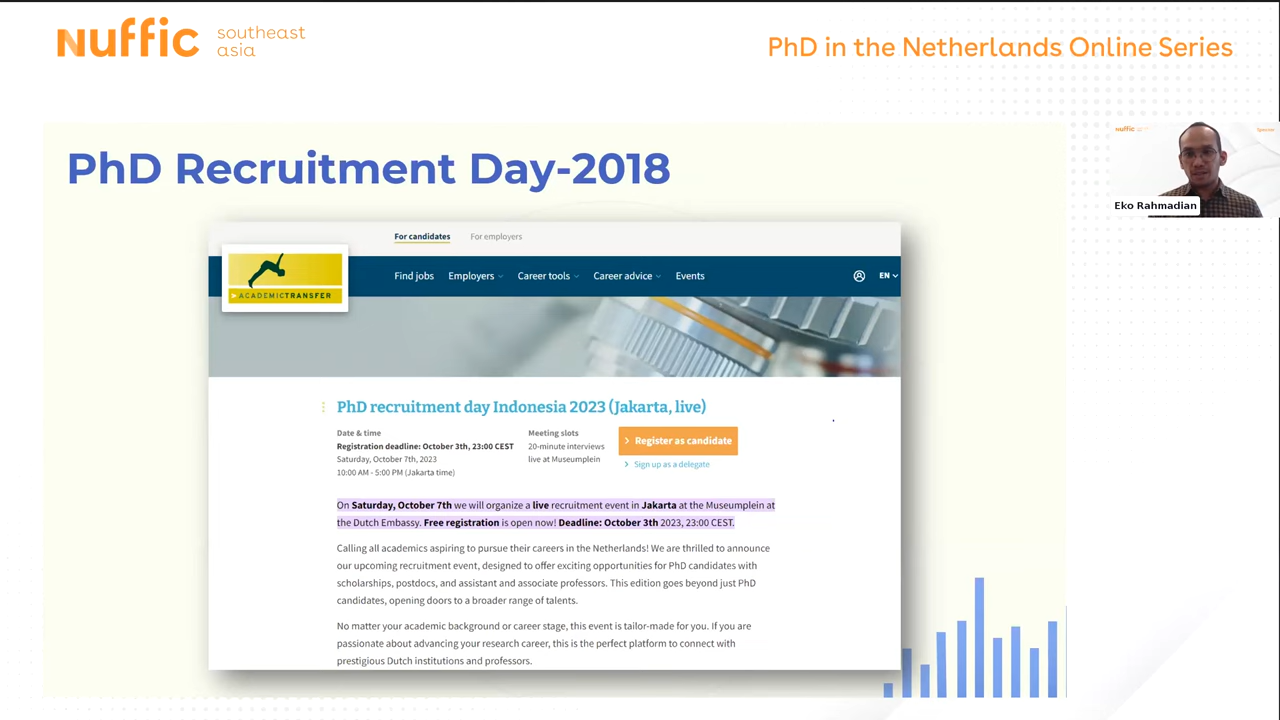 Nuffic southeast asia
PhD in the Netherlands Online Series
PhD Recruitment Day-2018
nuffic
Eko Rahmadian
For candidates For employers
ACADEMICTRANSFER
Find jobs Employers Career tools Career advice Events EN
PhD recruitment day Indonesia 2023 (Jakarta, live)
Date & time
Registration deadline: October 3th, 23:00 CEST
Saturday, October 7th, 2023
10:00 AM - 5:00 PM (Jakarta time)
Meeting slots
20-minute interviews
live at Museumplein
Register as candidate
Sign up as a delegate
On Saturday, October 7th we will organize a live recruitment event in Jakarta at the Museumplein at
the Dutch Embassy. Free registration is open now! Deadline: October 3th 2023, 23:00 CEST.
Calling all academics aspiring to pursue their careers in the Netherlands! We are thrilled to announce
our upcoming recruitment event, designed to offer exciting opportunities for PhD candidates with
scholarships, postdocs, and assistant and associate professors. This edition goes beyond just PhD
candidates, opening doors to a broader range of talents.
No matter your academic background or career stage, this event is tailor-made for you. If you are
passionate about advancing your research career, this is the perfect platform to connect with
prestigious Dutch institutions and professors.